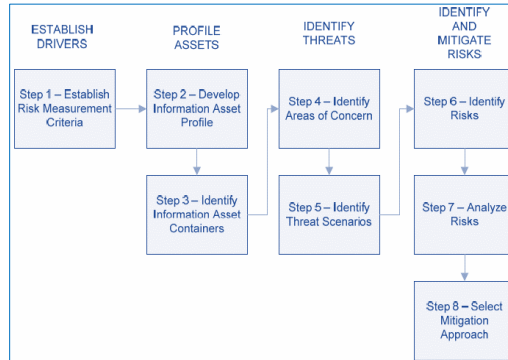 ESTABLISH
DRIVERS
PROFILE
ASSETS
IDENTIFY
THREATS
IDENTIFY
AND
MITIGATE
RISKS
Step 1 – Establish
Risk Measurement
Criteria
Step 2 – Develop
Information Asset
Profile
Step 3 – Identify
Information Asset
Containers
Step 4 – Identify
Areas of Concern
Step 5 – Identify
Threat Scenarios
Step 6 – Identify
Risks
Step 7 – Analyze
Risks
Step 8 – Select
Mitigation
Approach